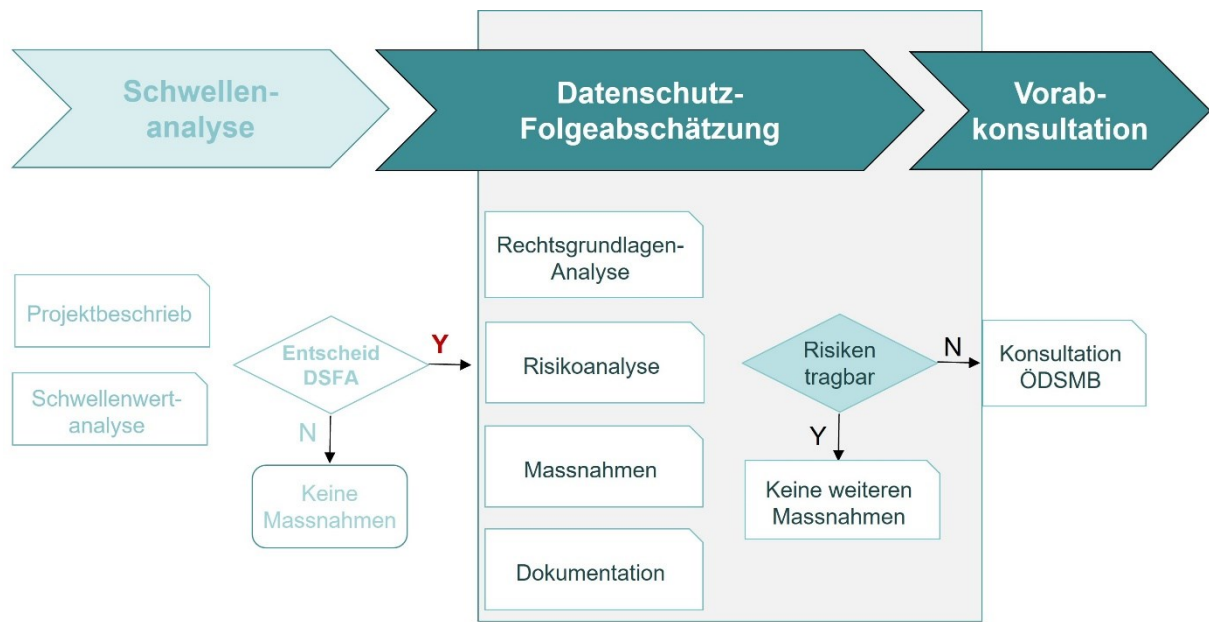 Schwellen-
analyse
Datenschutz-
Folgeabschätzung
Vorab-
konsultation
Projektbeschrieb
Schwellenwert-
analyse
Entscheid
DSFA
Y
N
Keine
Massnahmen
Rechtsgrundlagen-
Analyse
Risikoanalyse
Massnahmen
Dokumentation
Risiken
tragbar
N
Y
Keine weiteren
Massnahmen
Konsultation
ÖDSMB